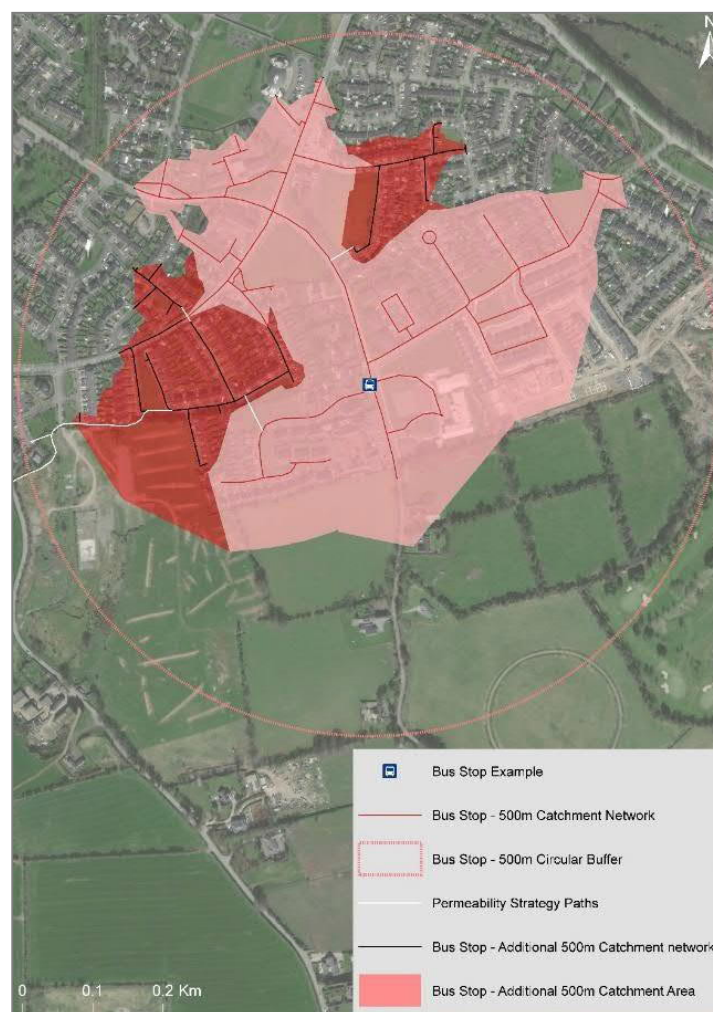 N
Bus Stop Example
Bus Stop - 500m Catchment Network
Bus Stop - 500m Circular Buffer
Permeability Strategy Paths
Bus Stop - Additional 500m Catchment network
Bus Stop - Additional 500m Catchment Area
0 0.1 0.2 Km